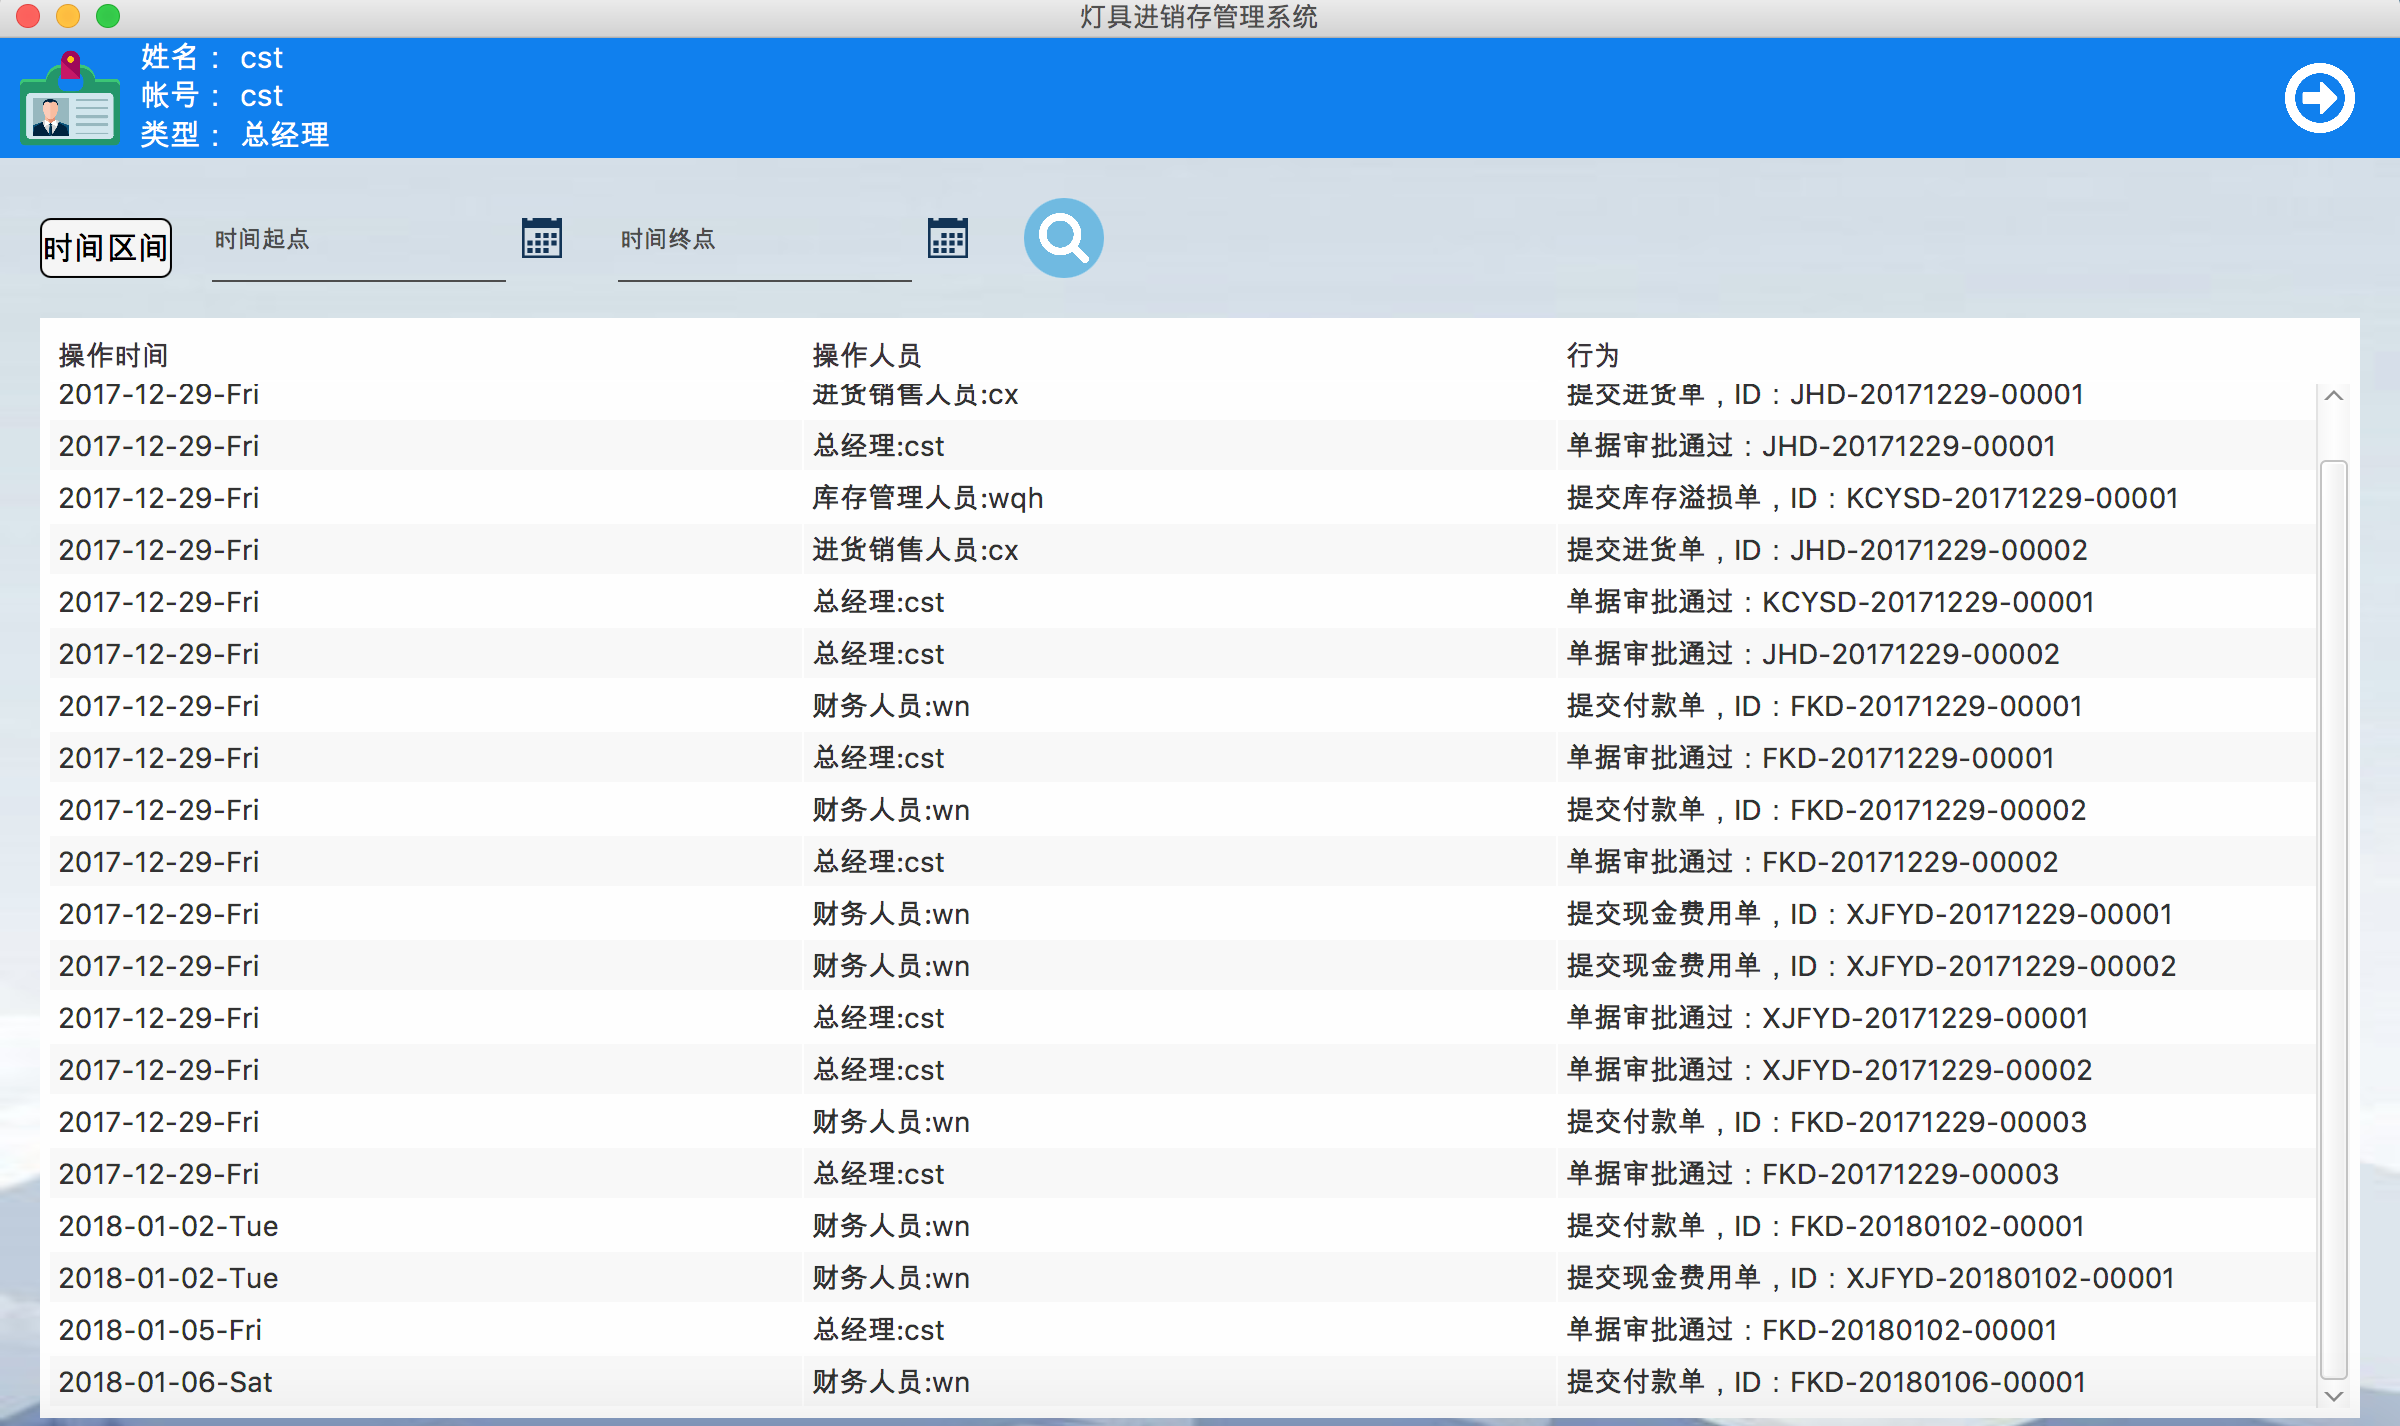 灯具进销存管理系统
姓名： cst
帐号： cst
类型： 总经理
时间区间 时间起点 时间终点
操作时间 操作人员 行为
2017-12-29-Fri 进货销售人员:cx 提交进货单，ID：JHD-20171229-00001
2017-12-29-Fri 总经理:cst 单据审批通过：JHD-20171229-00001
2017-12-29-Fri 库存管理人员:wqh 提交库存溢损单，ID：KCYSD-20171229-00001
2017-12-29-Fri 进货销售人员:cx 提交进货单，ID：JHD-20171229-00002
2017-12-29-Fri 总经理:cst 单据审批通过：KCYSD-20171229-00001
2017-12-29-Fri 总经理:cst 单据审批通过：JHD-20171229-00002
2017-12-29-Fri 财务人员:wn 提交付款单，ID：FKD-20171229-00001
2017-12-29-Fri 总经理:cst 单据审批通过：FKD-20171229-00001
2017-12-29-Fri 财务人员:wn 提交付款单，ID：FKD-20171229-00002
2017-12-29-Fri 总经理:cst 单据审批通过：FKD-20171229-00002
2017-12-29-Fri 财务人员:wn 提交现金费用单，ID：XJFYD-20171229-00001
2017-12-29-Fri 财务人员:wn 提交现金费用单，ID：XJFYD-20171229-00002
2017-12-29-Fri 总经理:cst 单据审批通过：XJFYD-20171229-00001
2017-12-29-Fri 总经理:cst 单据审批通过：XJFYD-20171229-00002
2017-12-29-Fri 财务人员:wn 提交付款单，ID：FKD-20171229-00003
2017-12-29-Fri 总经理:cst 单据审批通过：FKD-20171229-00003
2018-01-02-Tue 财务人员:wn 提交付款单，ID：FKD-20180102-00001
2018-01-02-Tue 财务人员:wn 提交现金费用单，ID：XJFYD-20180102-00001
2018-01-05-Fri 总经理:cst 单据审批通过：FKD-20180102-00001
2018-01-06-Sat 财务人员:wn 提交付款单，ID：FKD-20180106-00001